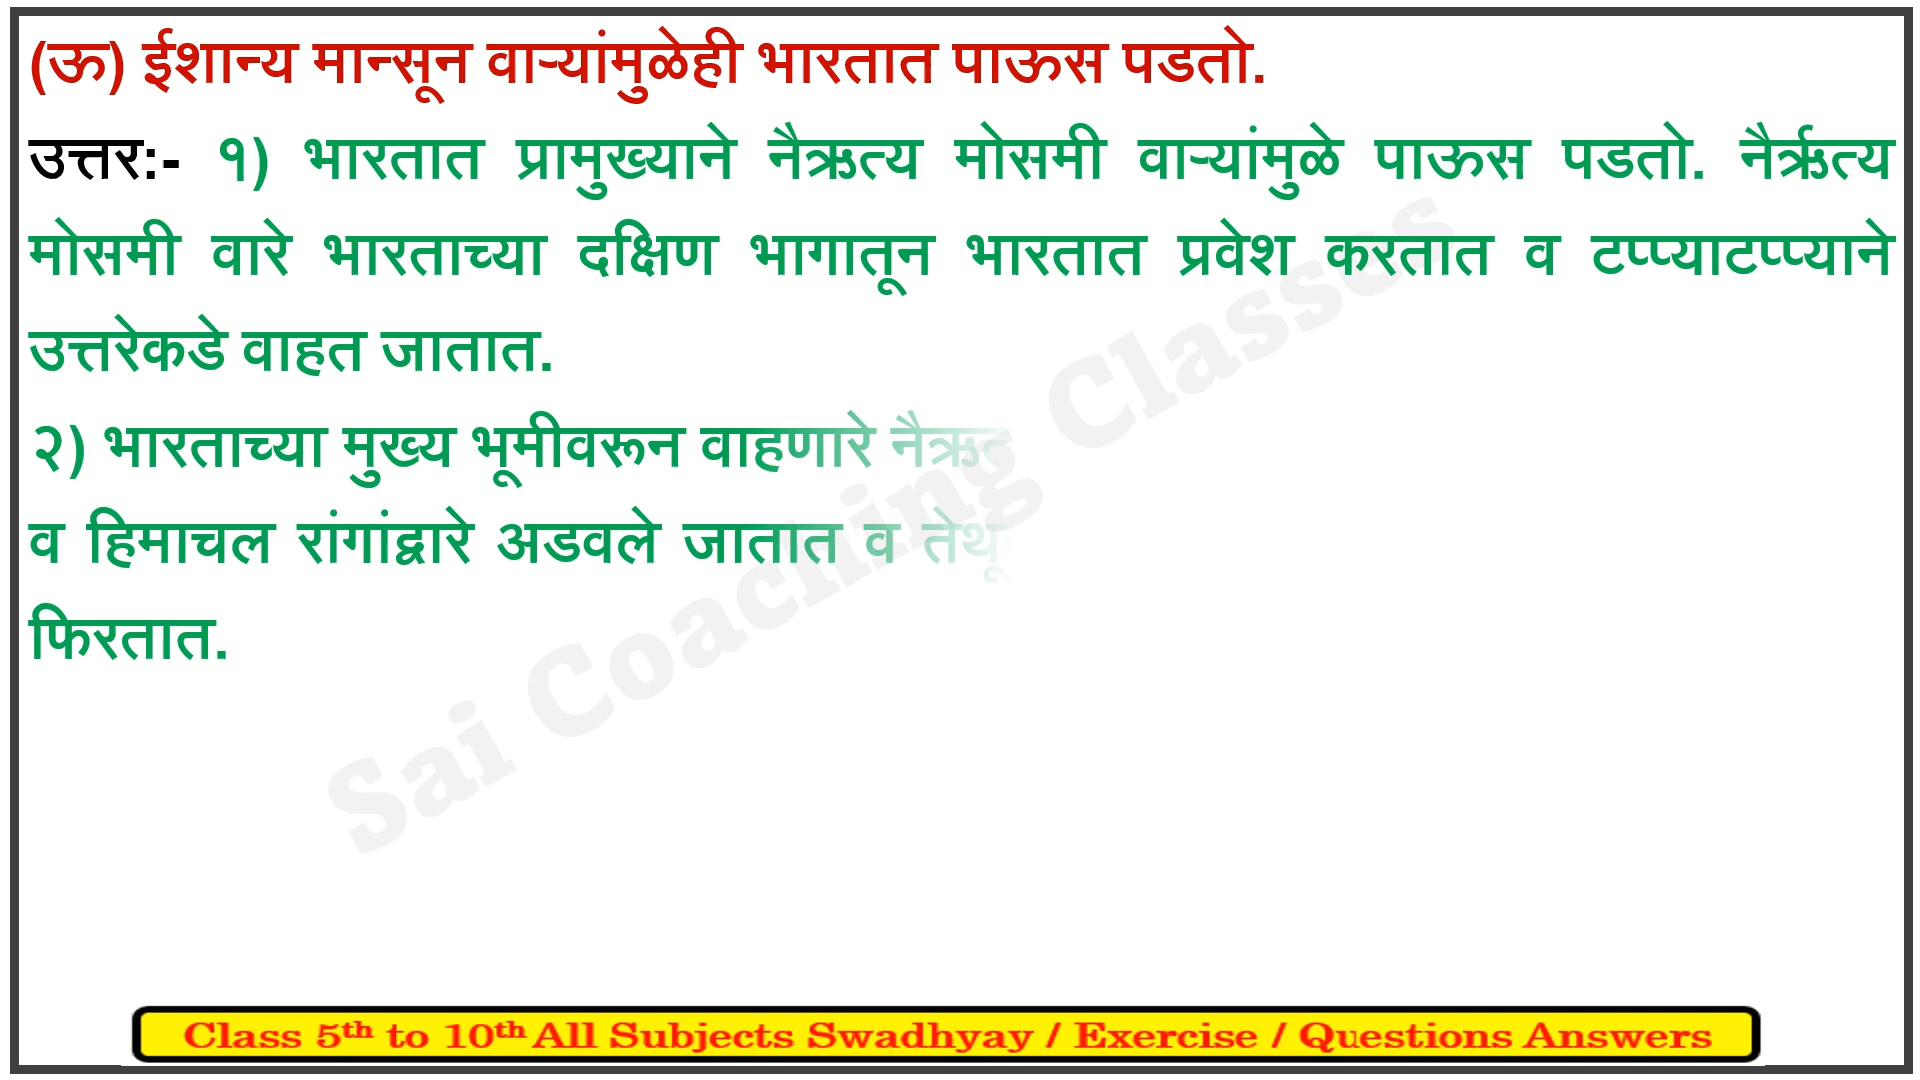 (ऊ) ईशान्य मान्सून वाऱ्यांमुळेही भारतात पाऊस पडतो.
उत्तर:- १) भारतात प्रामुख्याने नैऋत्य मोसमी वाऱ्यांमुळे पाऊस पडतो. नैर्ऋत्य
मोसमी वारे भारताच्या दक्षिण भागातून भारतात प्रवेश करतात व टप्प्याटप्प्याने
उत्तरेकडे वाहत जातात.
२) भारताच्या मुख्य भूमीवरून वाहणारे
व हिमाचल रांगांद्वारे अडवले जातात व
फिरतात.
Sai Coaching Classes
Class 5th to 10th All Subjects Swadhyay / Exercise / Questions Answers